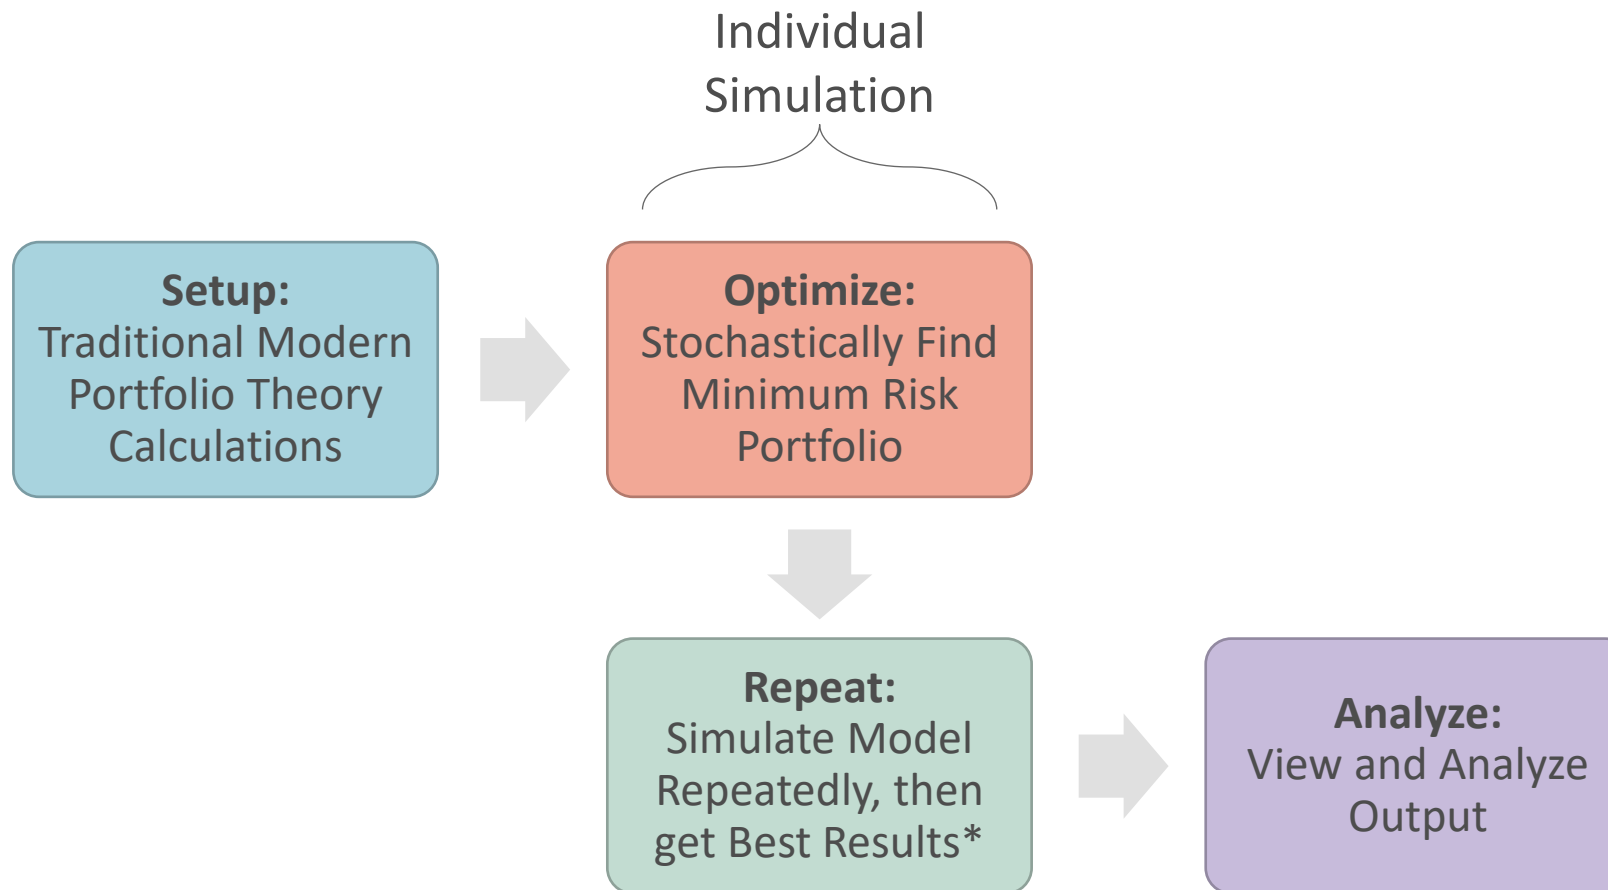 Individual
Simulation
Setup:
Traditional Modern
Portfolio Theory
Calculations
Optimize:
Stochastically Find
Minimum Risk
Portfolio
Repeat:
Simulate Model
Repeatedly, then
get Best Results*
Analyze:
View and Analyze
Output